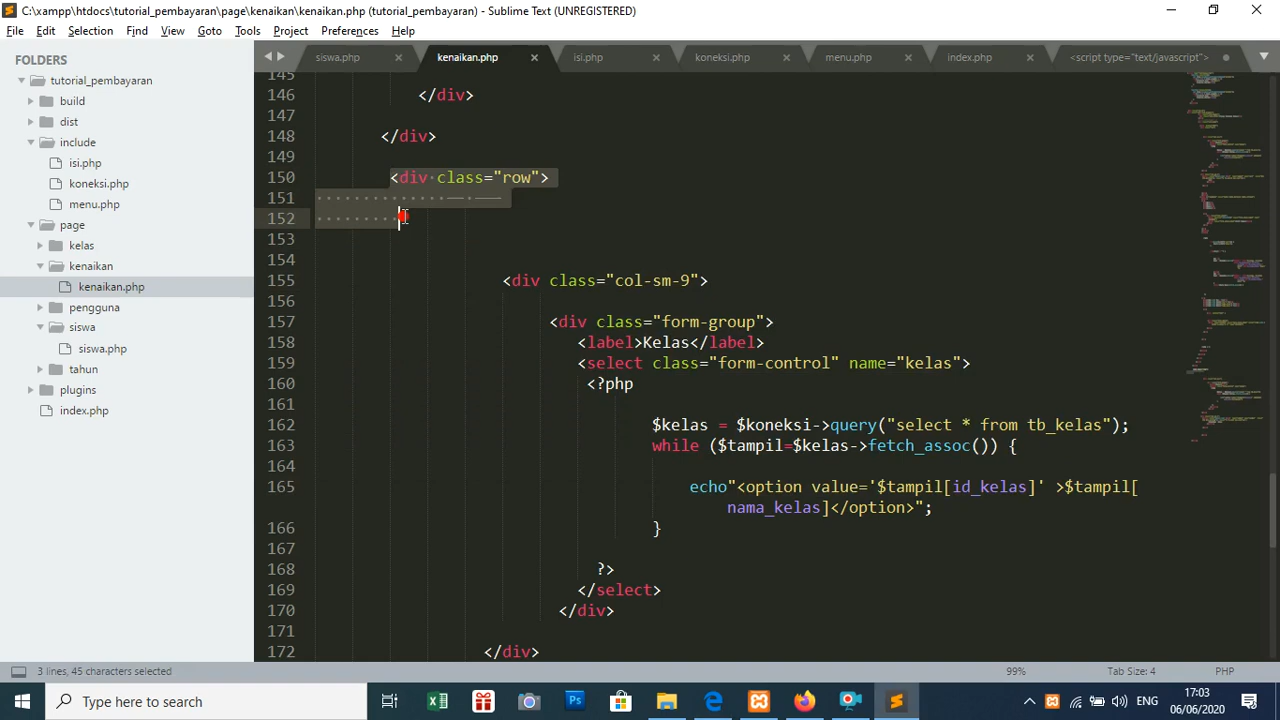 C:\xampp\htdocs\tutorial_pembayaran\page\kenaikan\kenaikan.php (tutorial_pembayaran) - Sublime Text (UNREGISTERED)
File Edit Selection Find View Goto Tools Project Preferences Help
FOLDERS
tutorial_pembayaran
build
dist
include
isi.php
koneksi.php
menu.php
page
kelas
kenaikan
kenaikan.php
pengguna
siswa
siswa.php
tahun
plugins
index.php
siswa.php kenaikan.php isi.php koneksi.php menu.php index.php <script type="text/javascript">
145
146 </div>
147
148 </div>
149
150 <div class="row">
151
152
153
154
155 <div class="col-sm-9">
156
157 <div class="form-group">
158 <label>Kelas</label>
159 <select class="form-control" name="kelas">
160 <?php
161
162 $kelas = $koneksi->query("select * from tb_kelas");
163 while ($tampil=$kelas->fetch_assoc()) {
164
165 echo"<option value='$tampil[id_kelas]' >$tampil[
nama_kelas]</option>";
166 }
167
168 ?>
169 </select>
170 </div>
171
172 </div>
3 lines, 45 characters selected 99% Tab Size: 4 PHP
Type here to search
ENG
17:03
06/06/2020